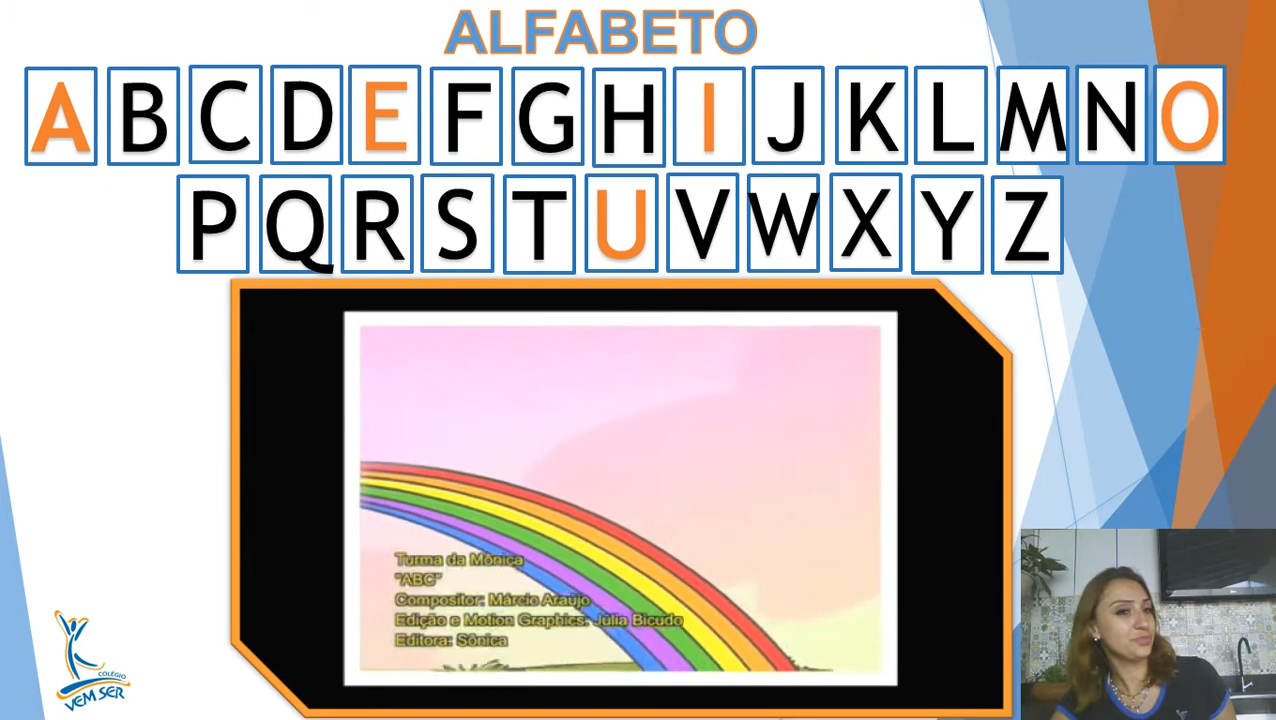 ALFABETO
A B C D E F G H I J K L M N O
P Q R S T U V W X Y Z
Turma da Mônica
"ABC"
Compositor: Márcio Araújo
Edição e Motion Graphics: Júlia Bicudo
Editora: Sônica
COLÉGIO
VEM SER